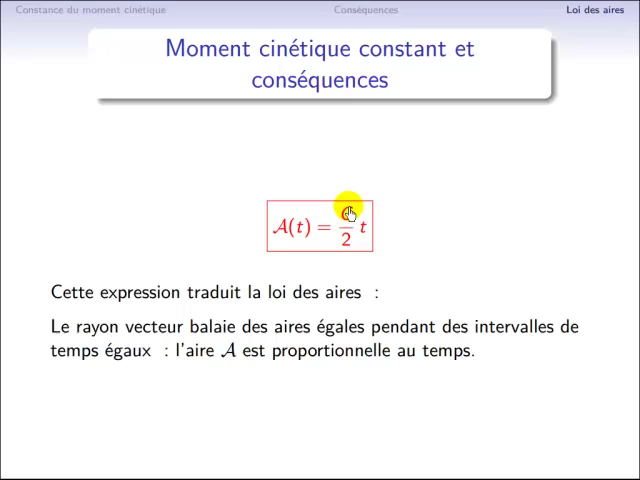 Constance du moment cinétique
Conséquences
Loi des aires
Moment cinétique constant et
conséquences
𝒜(t) = C/2 t
Cette expression traduit la loi des aires :
Le rayon vecteur balaie des aires égales pendant des intervalles de
temps égaux : l'aire 𝒜 est proportionnelle au temps.